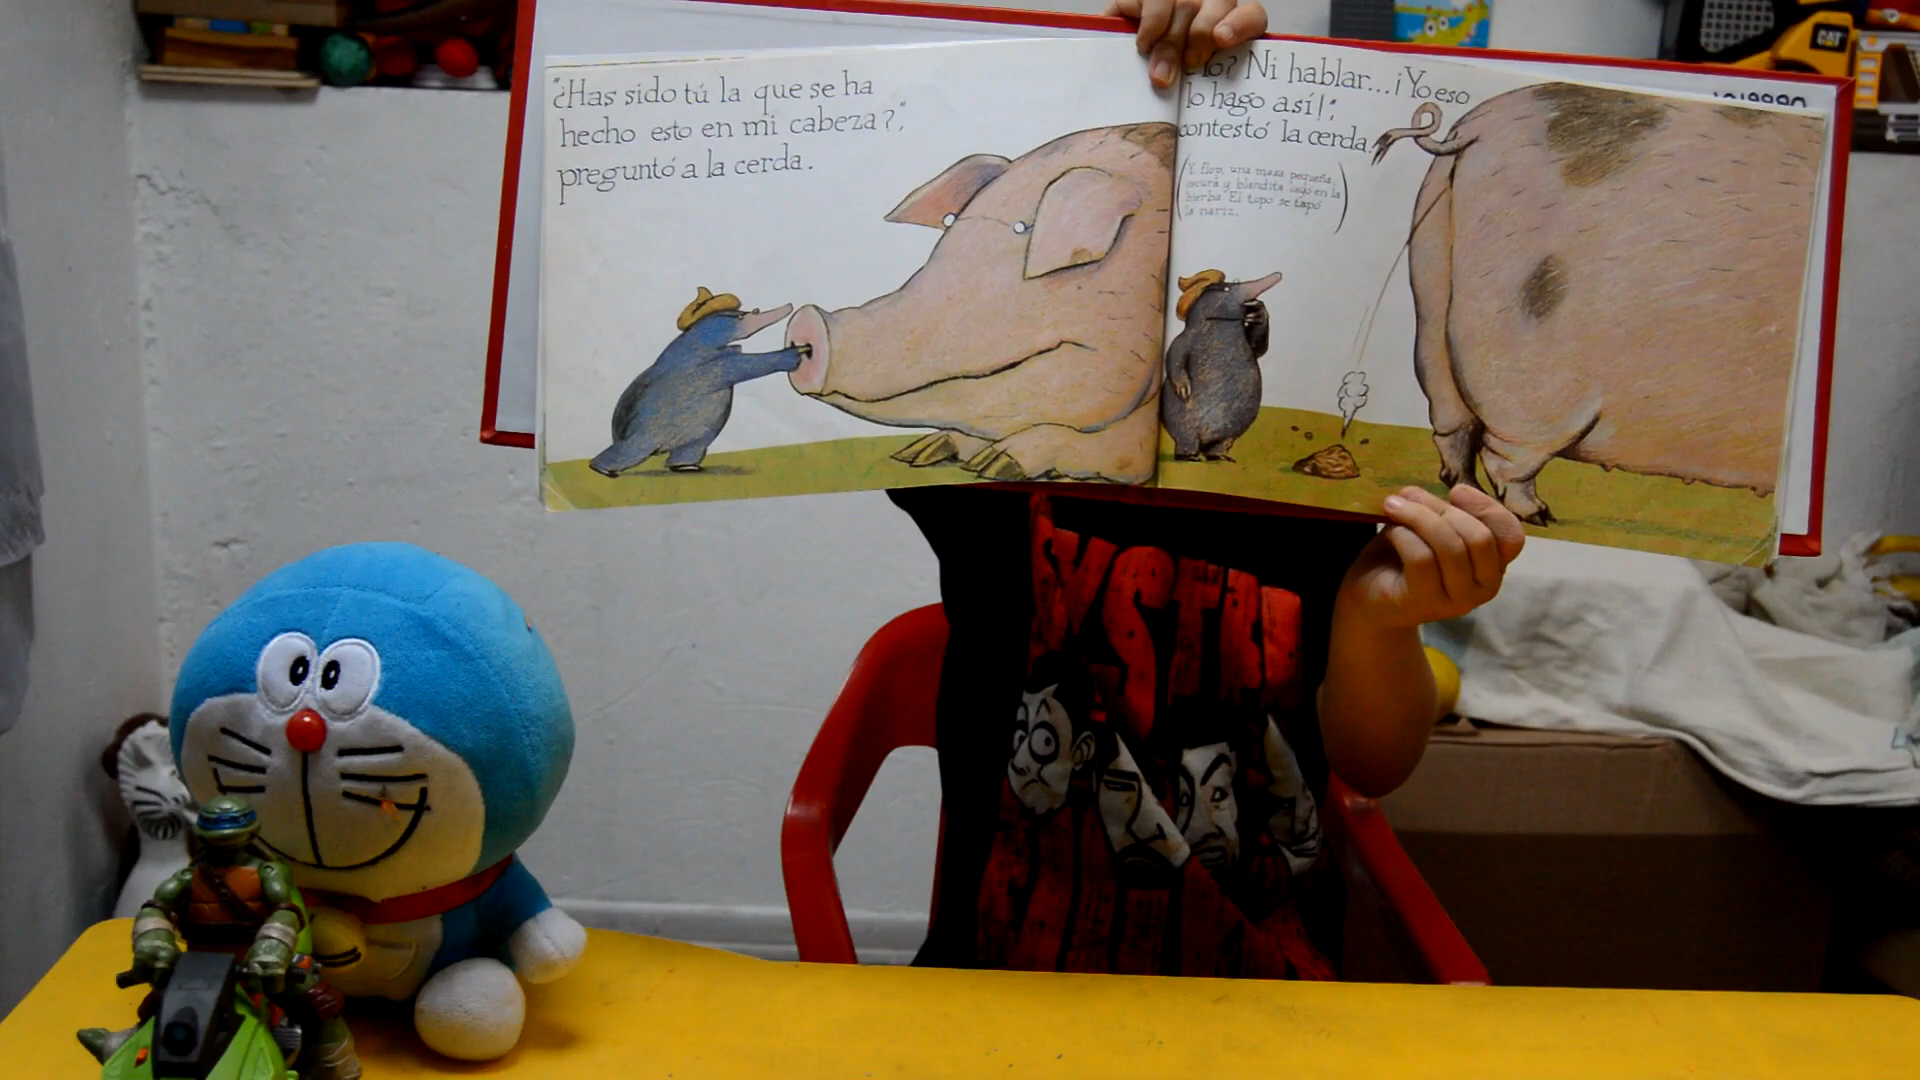 "¿Has sido tú la que se ha
hecho esto en mi cabeza?",
preguntó a la cerda.
¿Yo? Ni hablar... ¡Yo eso
lo hago así!;
contestó la cerda.
(Y flop, una masa pequeña,
oscura y blandita cayó en la
hierba. El topo se tapó
la nariz.)
CAT